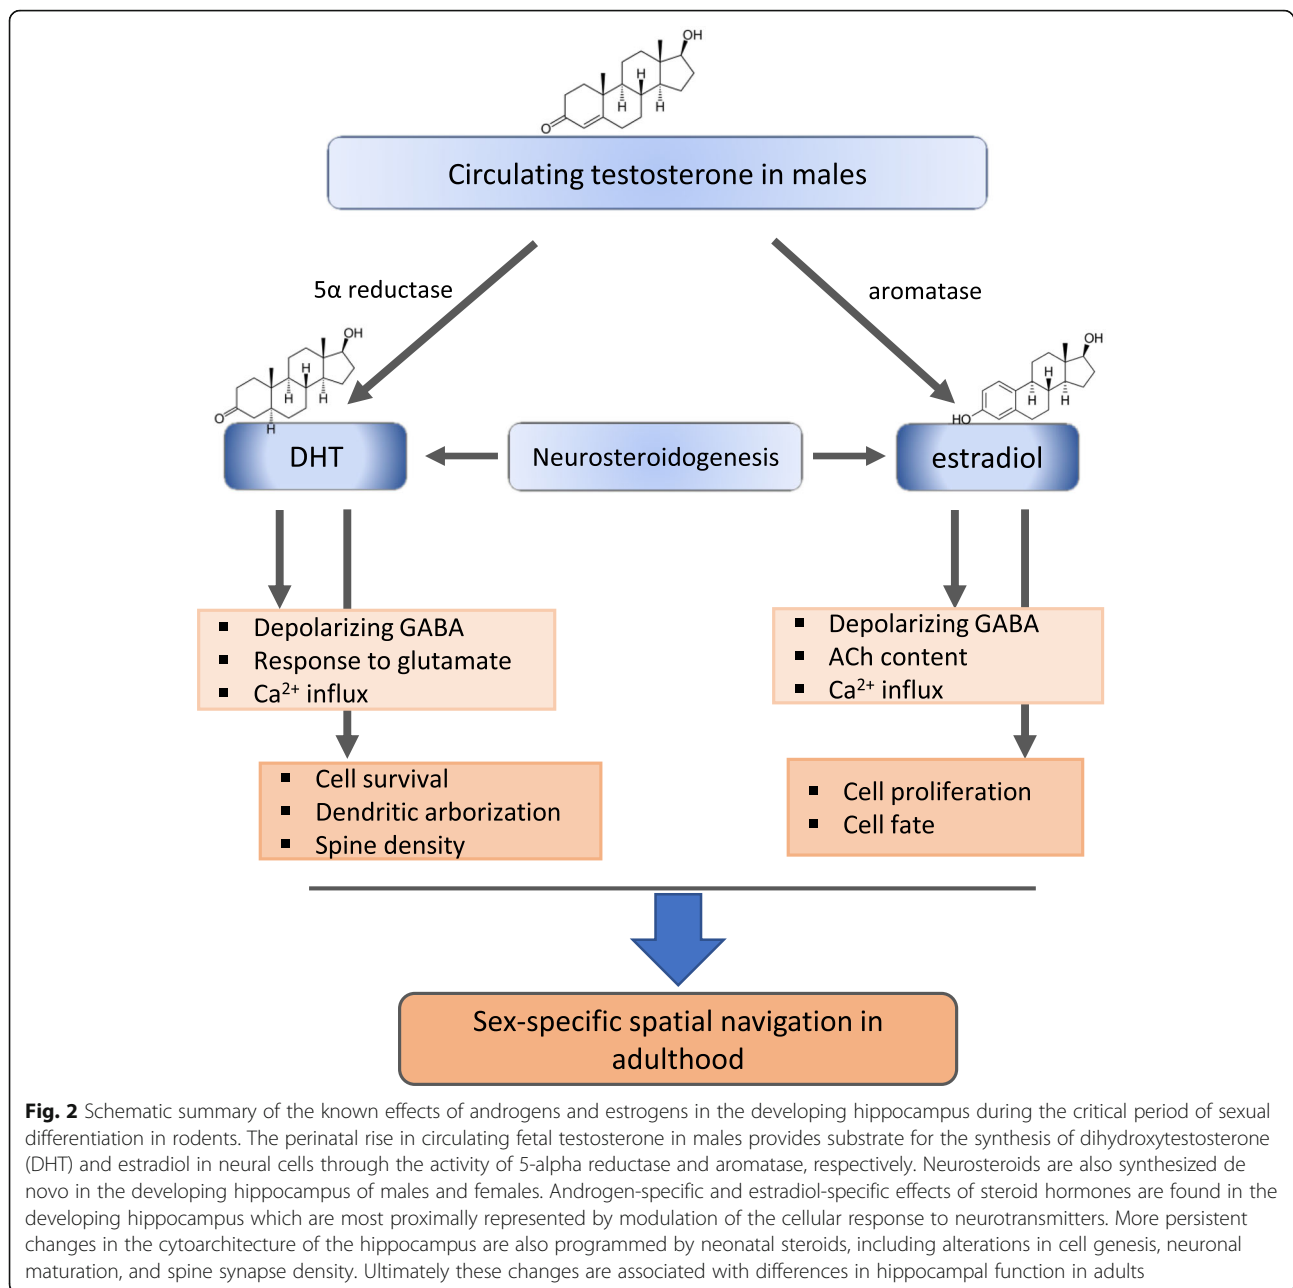 OH
H
H
H
O
Circulating testosterone in males
5α reductase
aromatase
OH
H
H
H
O
H
OH
H
H
H
HO
DHT
Neurosteroidogenesis
estradiol
▪ Depolarizing GABA
▪ Response to glutamate
▪ Ca²⁺ influx
▪ Depolarizing GABA
▪ ACh content
▪ Ca²⁺ influx
▪ Cell survival
▪ Dendritic arborization
▪ Spine density
▪ Cell proliferation
▪ Cell fate
Sex-specific spatial navigation in
adulthood
Fig. 2 Schematic summary of the known effects of androgens and estrogens in the developing hippocampus during the critical period of sexual
differentiation in rodents. The perinatal rise in circulating fetal testosterone in males provides substrate for the synthesis of dihydroxytestosterone
(DHT) and estradiol in neural cells through the activity of 5-alpha reductase and aromatase, respectively. Neurosteroids are also synthesized de
novo in the developing hippocampus of males and females. Androgen-specific and estradiol-specific effects of steroid hormones are found in the
developing hippocampus which are most proximally represented by modulation of the cellular response to neurotransmitters. More persistent
changes in the cytoarchitecture of the hippocampus are also programmed by neonatal steroids, including alterations in cell genesis, neuronal
maturation, and spine synapse density. Ultimately these changes are associated with differences in hippocampal function in adults